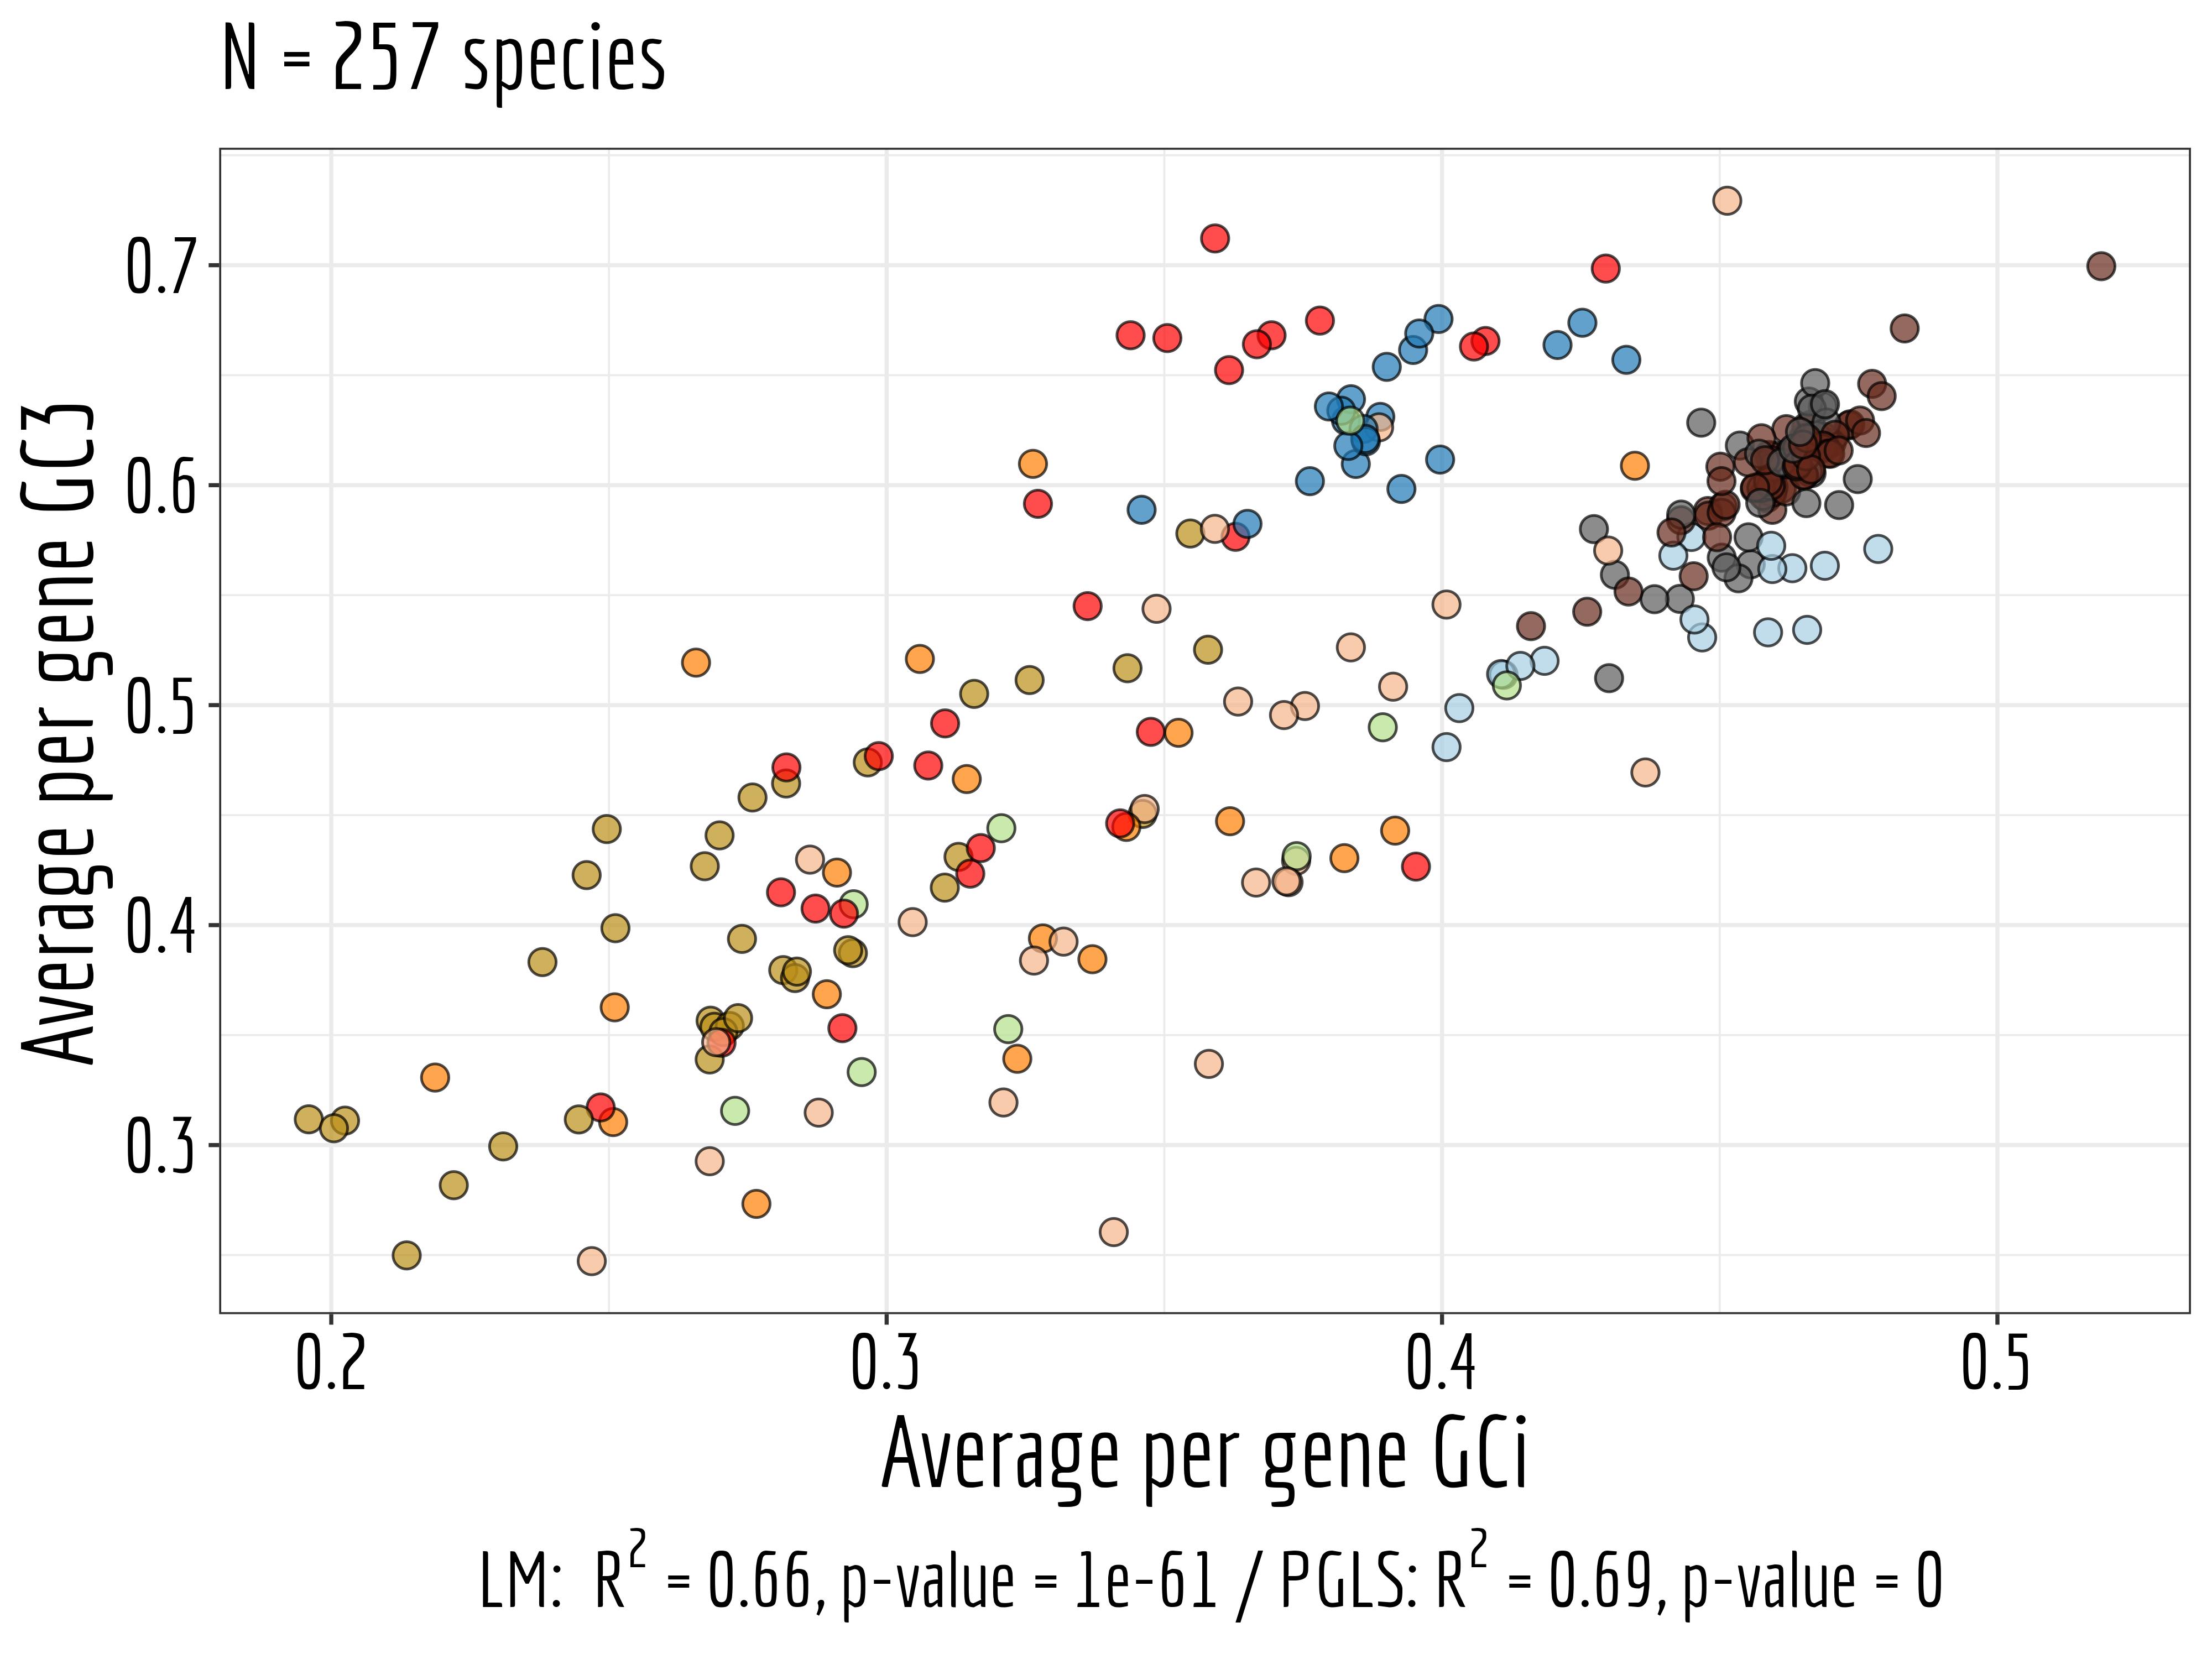 N = 257 species
Average per gene GC3
0.7
0.6
0.5
0.4
0.3
0.2 0.3 0.4 0.5
Average per gene GCi
LM: R² = 0.66, p-value = 1e-61 / PGLS: R² = 0.69, p-value = 0